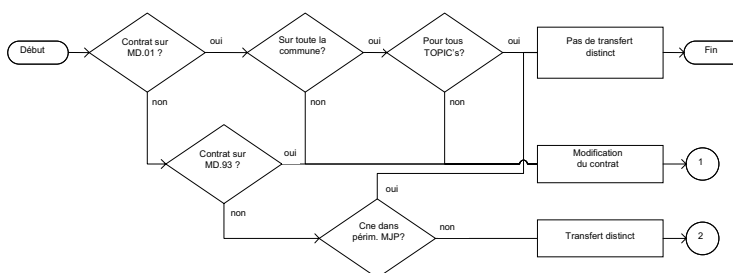 Début
Contrat sur
MD.01 ?
oui
Sur toute la
commune?
oui
Pour tous
TOPIC's?
oui
Pas de transfert
distinct
Fin
non
non
non
Contrat sur
MD.93 ?
oui
Modification
du contrat
1
oui
non
Cne dans
périm. MJP?
non
Transfert distinct
2